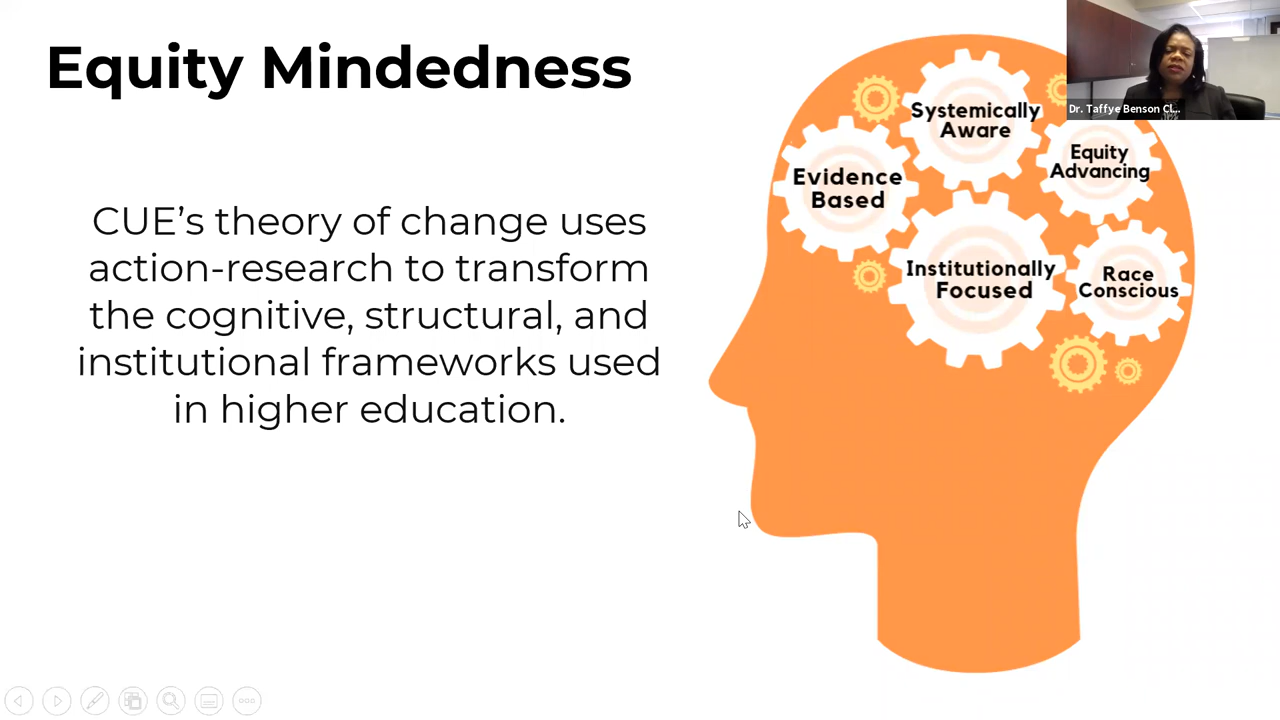 Equity Mindedness
CUE’s theory of change uses
action-research to transform
the cognitive, structural, and
institutional frameworks used
in higher education.
Systemically
Aware
Equity
Advancing
Evidence
Based
Institutionally
Focused
Race
Conscious
Dr. Taffye Benson Cl...